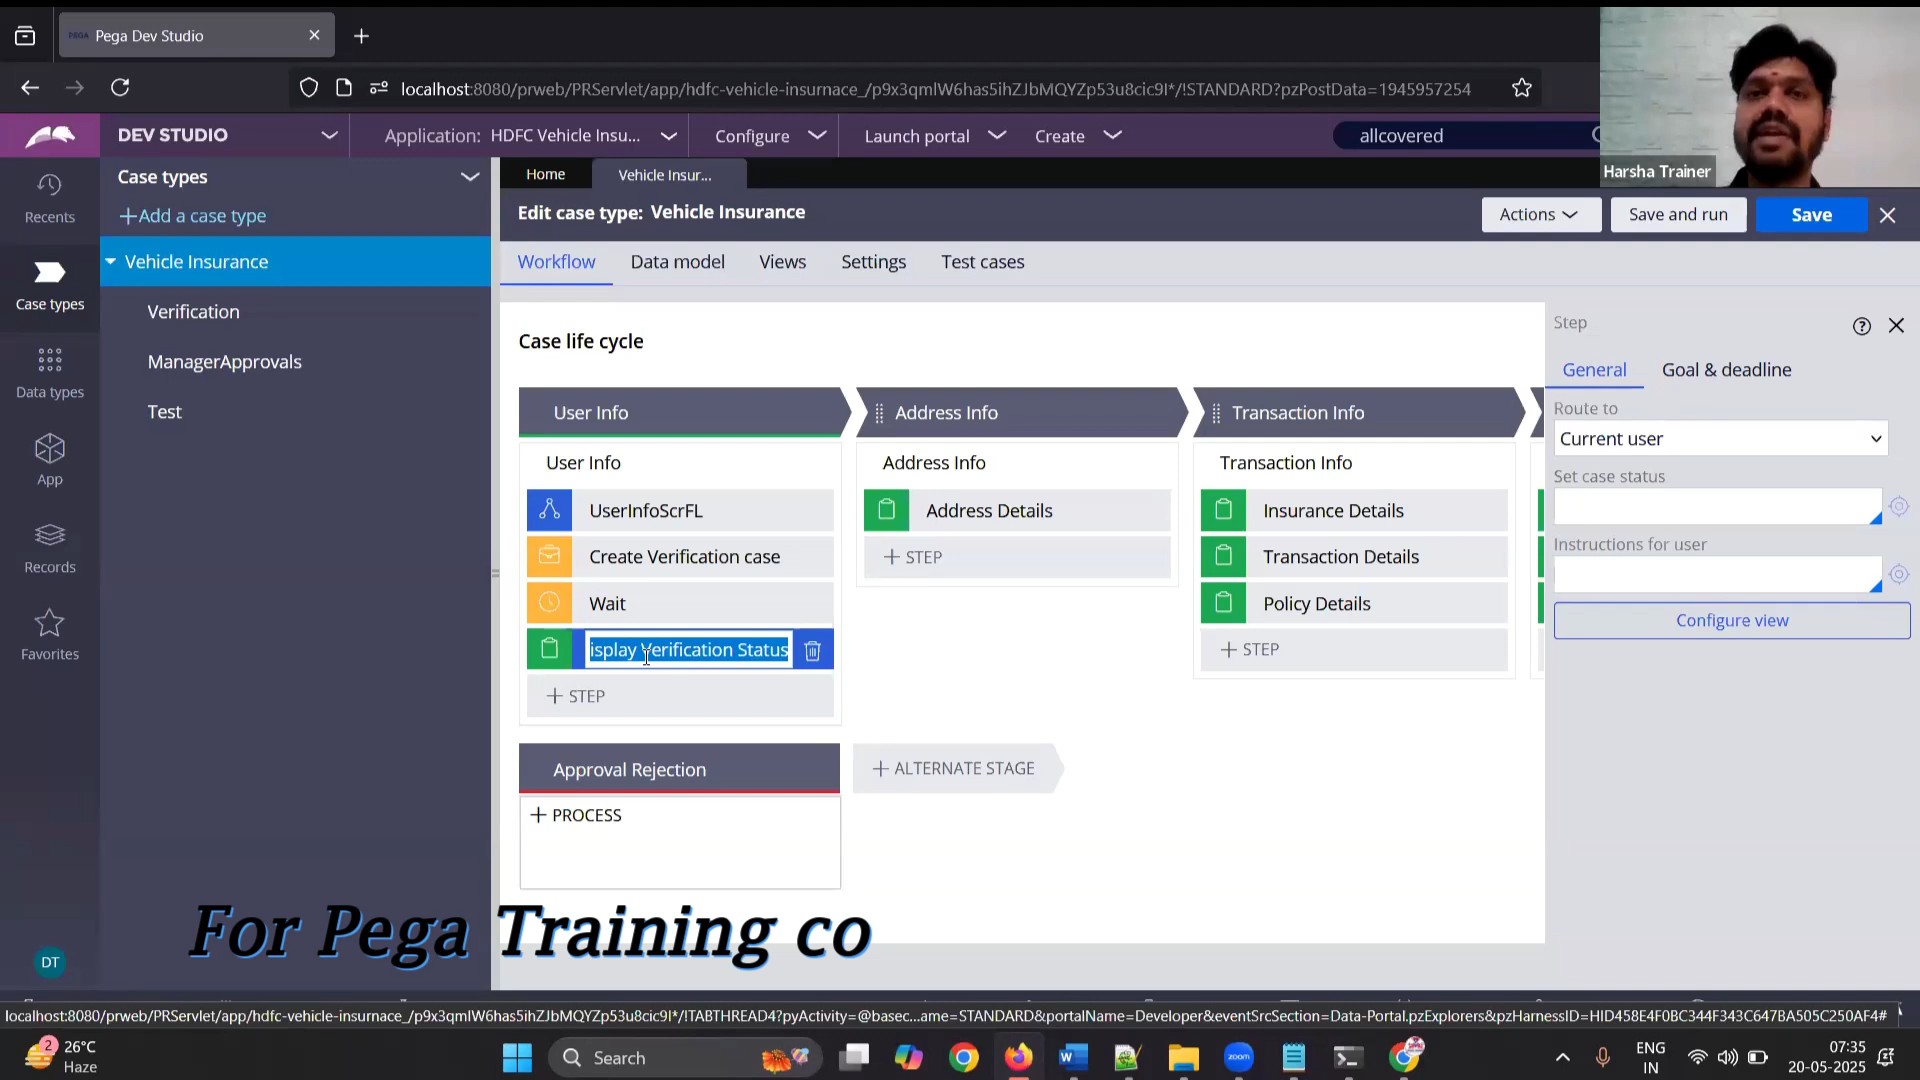 PEGA Pega Dev Studio
localhost:8080/prweb/PRServlet/app/hdfc-vehicle-insurnace_/p9x3qmlW6has5ihZJbMQYZp53u8cic9l*/!STANDARD?pzPostData=1945957254
DEV STUDIO
Application: HDFC Vehicle Insu...
Configure
Launch portal
Create
allcovered
Harsha Trainer
Recents
Case types
Data types
App
Records
Favorites
DT
Case types
Add a case type
Vehicle Insurance
Verification
ManagerApprovals
Test
Home
Vehicle Insur...
Edit case type: Vehicle Insurance
Actions
Save and run
Save
Workflow
Data model
Views
Settings
Test cases
Case life cycle
User Info
Address Info
Transaction Info
User Info
UserInfoScrFL
Create Verification case
Wait
isplay Verification Status
STEP
Address Info
Address Details
STEP
Transaction Info
Insurance Details
Transaction Details
Policy Details
STEP
Approval Rejection
PROCESS
ALTERNATE STAGE
Step
General
Goal & deadline
Route to
Current user
Set case status
Instructions for user
Configure view
For Pega Training co
localhost:8080/prweb/PRServlet/app/hdfc-vehicle-insurnace_/p9x3qmlW6has5ihZJbMQYZp53u8cic9l*/!TABTHREAD4?pyActivity=@basec...ame=STANDARD&portalName=Developer&eventSrcSection=Data-Portal.pzExplorers&pzHarnessID=HID458E4F0BC344F343C647BA505C250AF4#
2
26°C
Haze
Search
zoom
ENG
IN
07:35
20-05-2025